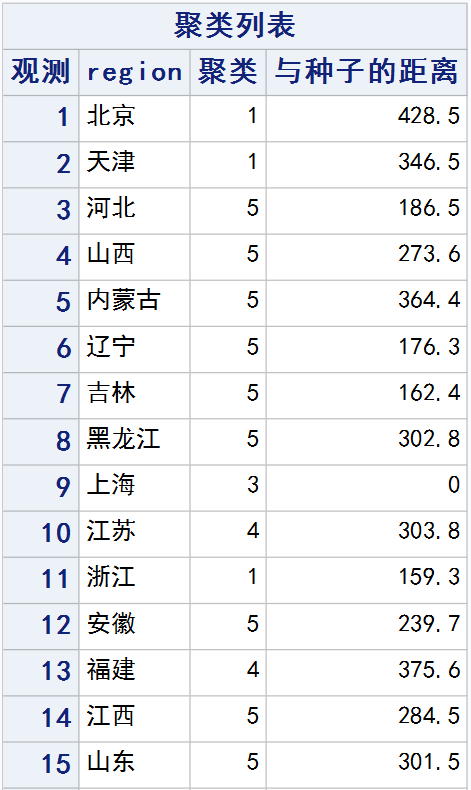 聚类列表
观测 region 聚类 与种子的距离
1 北京 1 428.5
2 天津 1 346.5
3 河北 5 186.5
4 山西 5 273.6
5 内蒙古 5 364.4
6 辽宁 5 176.3
7 吉林 5 162.4
8 黑龙江 5 302.8
9 上海 3 0
10 江苏 4 303.8
11 浙江 1 159.3
12 安徽 5 239.7
13 福建 4 375.6
14 江西 5 284.5
15 山东 5 301.5